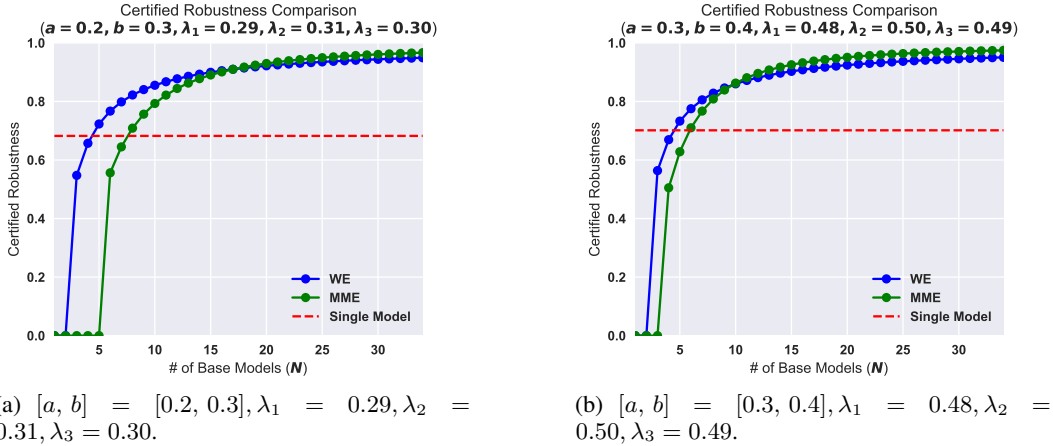 Certified Robustness Comparison
(a = 0.2, b = 0.3, λ₁ = 0.29, λ₂ = 0.31, λ₃ = 0.30)
Certified Robustness
1.0
0.8
0.6
0.4
0.2
0.0
WE
MME
Single Model
5 10 15 20 25 30
# of Base Models (N)
(a) [a, b] = [0.2, 0.3], λ₁ = 0.29, λ₂ =
0.31, λ₃ = 0.30.
Certified Robustness Comparison
(a = 0.3, b = 0.4, λ₁ = 0.48, λ₂ = 0.50, λ₃ = 0.49)
Certified Robustness
1.0
0.8
0.6
0.4
0.2
0.0
WE
MME
Single Model
5 10 15 20 25 30
# of Base Models (N)
(b) [a, b] = [0.3, 0.4], λ₁ = 0.48, λ₂ =
0.50, λ₃ = 0.49.